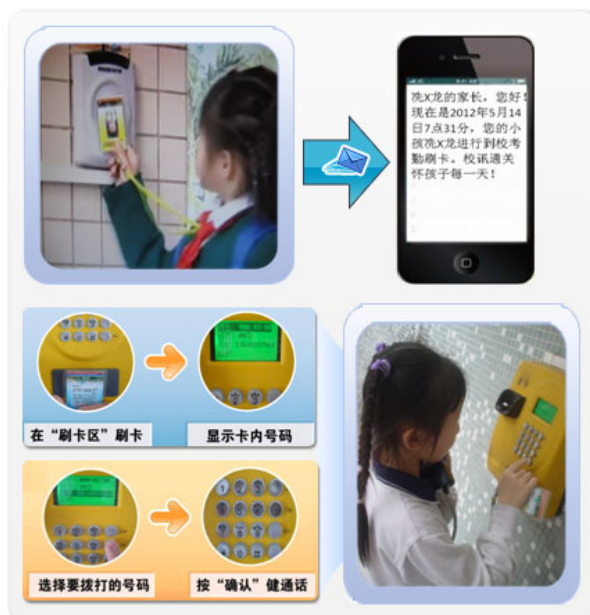 冼X龙的家长，您好！
现在是2012年5月14
日7点31分，您的小
孩冼X龙进行到校考
勤刷卡。校讯通关
怀孩子每一天！
在“刷卡区”刷卡
显示卡内号码
选择要拨打的号码
按“确认”健通话